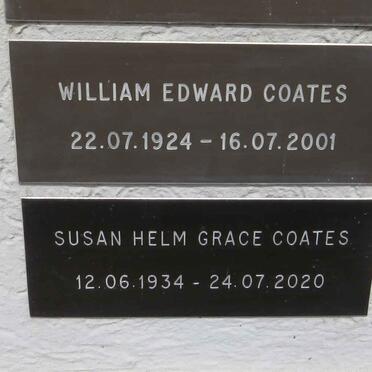 WILLIAM EDWARD COATES
22.07.1924 - 16.07.2001
SUSAN HELM GRACE COATES
12.06.1934 - 24.07.2020